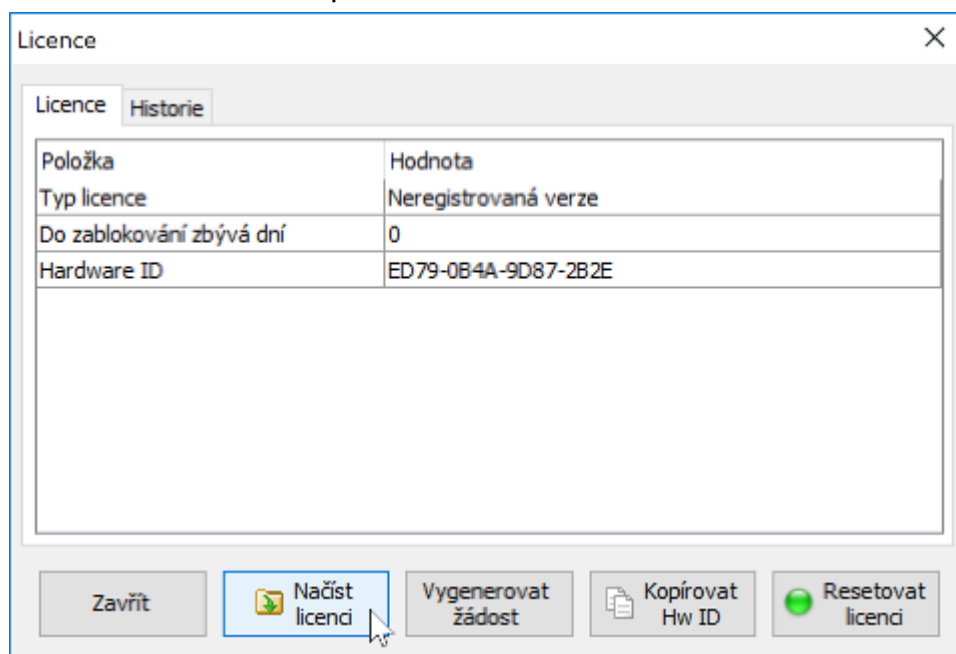 Licence
Licence Historie
Položka Hodnota
Typ licence Neregistrovaná verze
Do zablokování zbývá dní 0
Hardware ID ED79-0B4A-9D87-2B2E
Zavřít
Načíst
licenci
Vygenerovat
žádost
Kopírovat
Hw ID
Resetovat
licenci